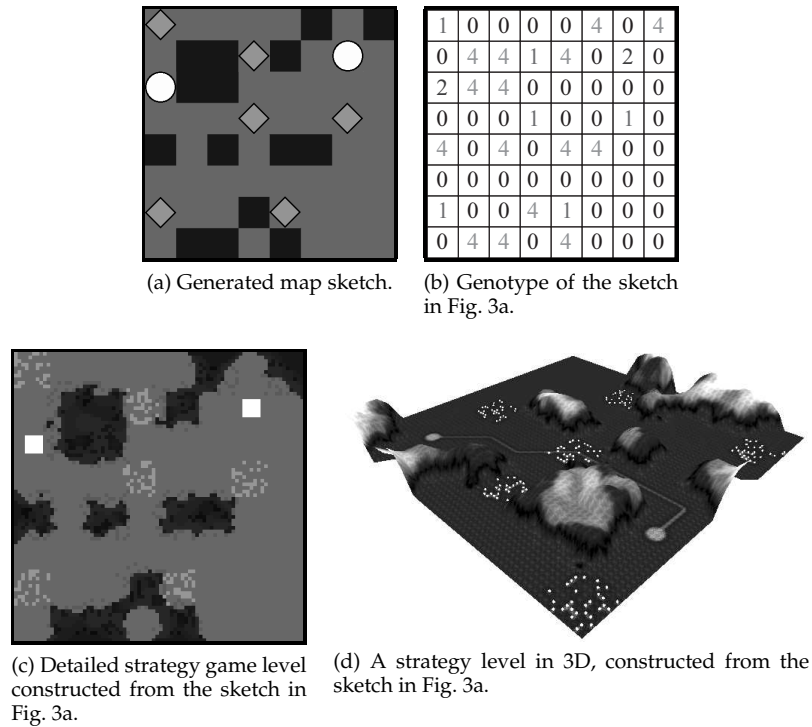 1 0 0 0 0 4 0 4
0 4 4 1 4 0 2 0
2 4 4 0 0 0 0 0
0 0 0 1 0 0 1 0
4 0 4 0 4 4 0 0
0 0 0 0 0 0 0 0
1 0 0 4 1 0 0 0
0 4 4 0 4 0 0 0
(a) Generated map sketch.
(b) Genotype of the sketch
in Fig. 3a.
(c) Detailed strategy game level
constructed from the sketch in
Fig. 3a.
(d) A strategy level in 3D, constructed from the
sketch in Fig. 3a.